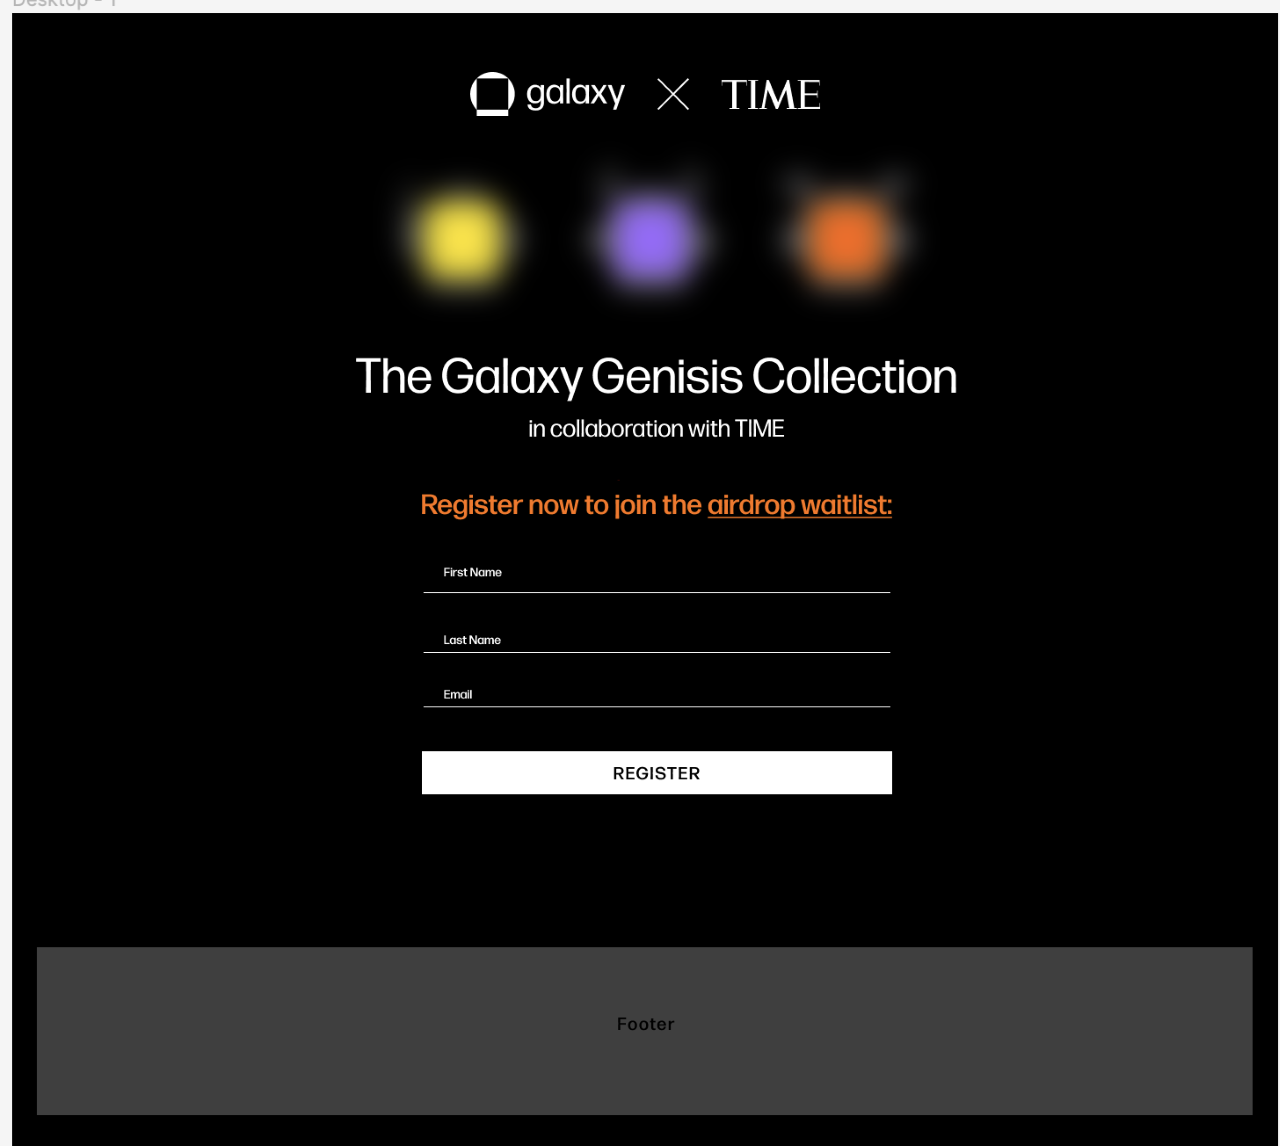 Desktop - 1
galaxy TIME
The Galaxy Genisis Collection
in collaboration with TIME
Register now to join the airdrop waitlist:
First Name
Last Name
Email
REGISTER
Footer